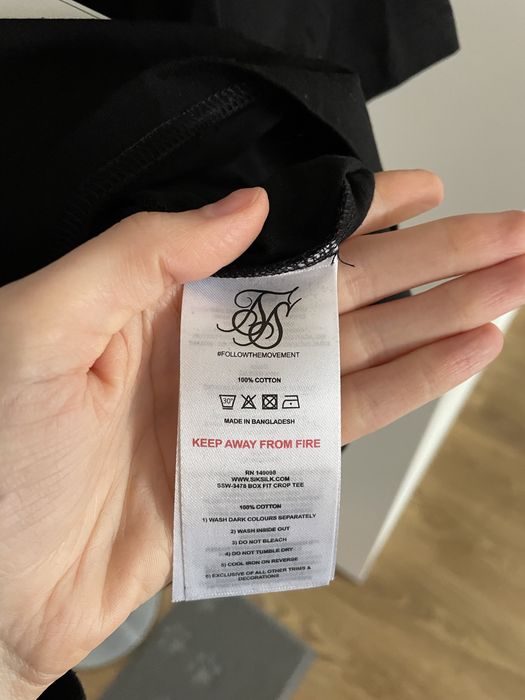 SS
#FOLLOWTHEMOVEMENT
100% COTTON
30°
MADE IN BANGLADESH
KEEP AWAY FROM FIRE
RN 149098
WWW.SIKSILK.COM
SSW-3478 BOX FIT CROP TEE
100% COTTON
1) WASH DARK COLOURS SEPARATELY
2) WASH INSIDE OUT
3) DO NOT BLEACH
4) DO NOT TUMBLE DRY
5) COOL IRON ON REVERSE
6) EXCLUSIVE OF ALL OTHER TRIMS &
DECORATIONS